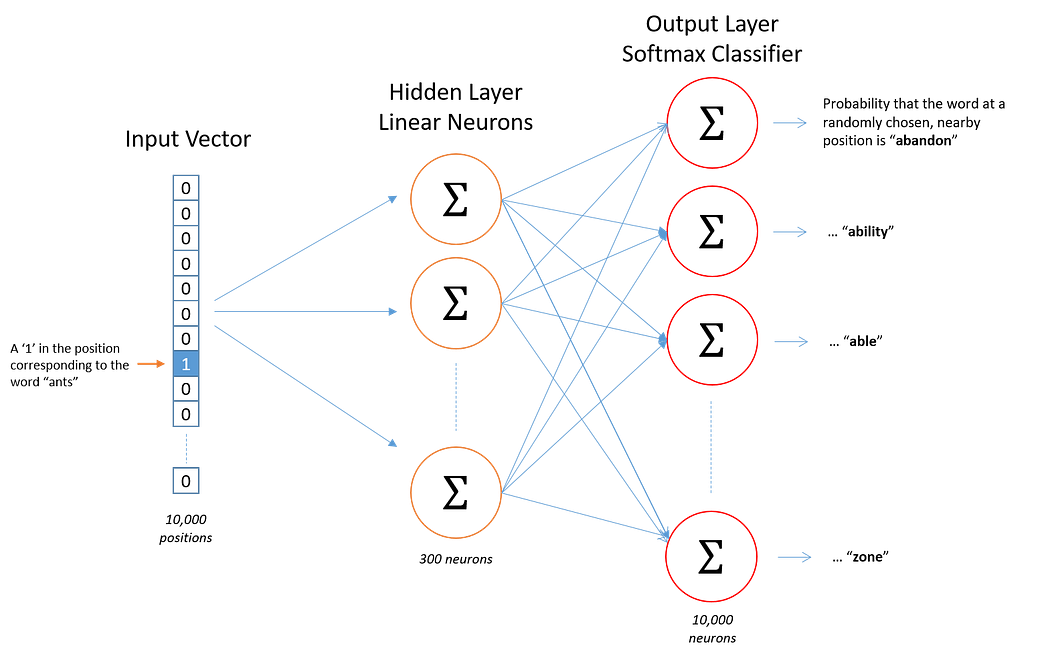 Output Layer
Softmax Classifier
Hidden Layer
Linear Neurons
Input Vector
0
0
0
0
0
0
0
1
0
0
0
A ‘1’ in the position
corresponding to the
word “ants”
10,000
positions
Σ
Σ
Σ
300 neurons
Σ
Σ
Σ
Σ
10,000
neurons
Probability that the word at a
randomly chosen, nearby
position is “abandon”
... “ability”
... “able”
... “zone”